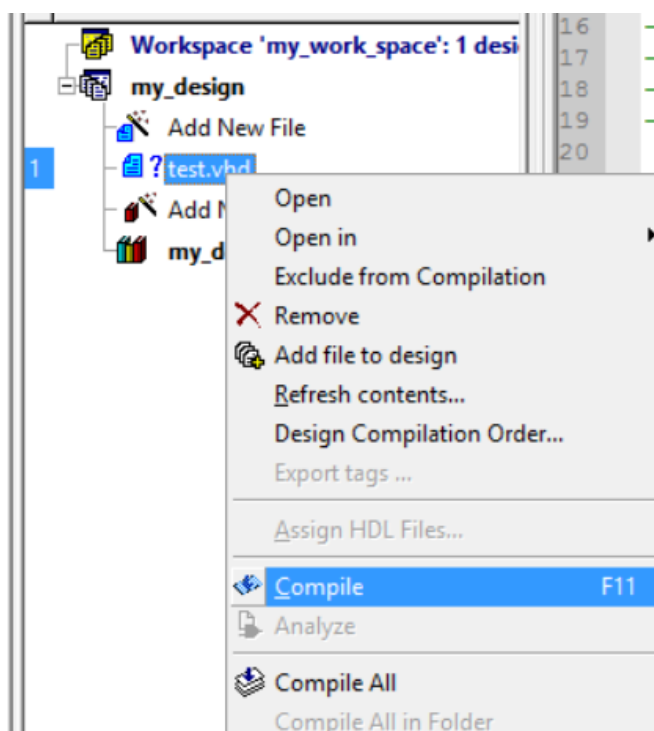 Workspace 'my_work_space': 1 desi
my_design
Add New File
1 ? test.vhd
Add N
my_d
16
17
18
19
20
Open
Open in
Exclude from Compilation
Remove
Add file to design
Refresh contents...
Design Compilation Order...
Export tags ...
Assign HDL Files...
Compile F11
Analyze
Compile All
Compile All in Folder